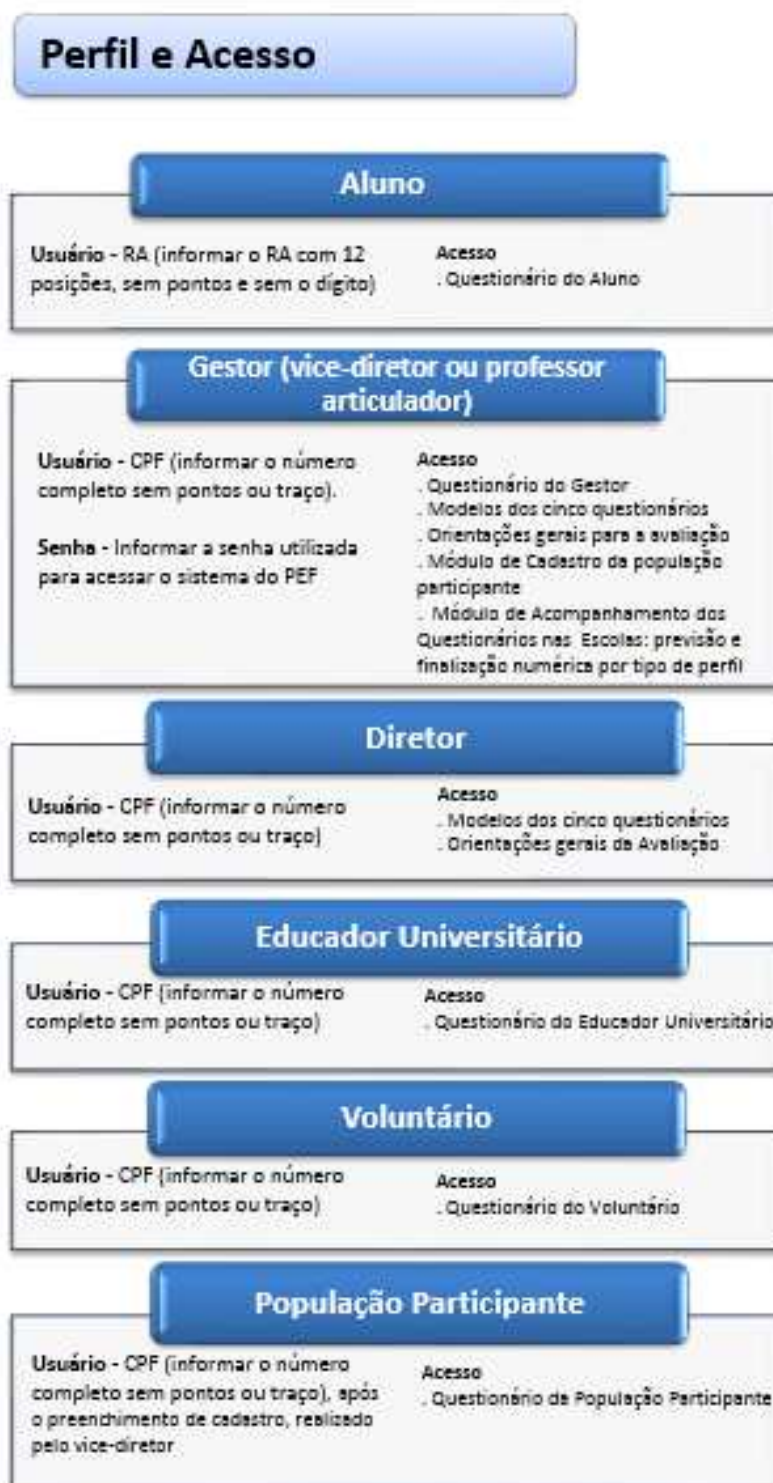 Perfil e Acesso
Aluno
Usuário - RA (informar o RA com 12
posições, sem pontos e sem o dígito)
Acesso
. Questionário do Aluno
Gestor (vice-diretor ou professor
articulador)
Usuário - CPF (informar o número
completo sem pontos ou traço).
Senha - Informar a senha utilizada
para acessar o sistema do PEF
Acesso
. Questionário do Gestor
. Modelos dos cinco questionários
. Orientações gerais para a avaliação
. Módulo de Cadastro da população
participante
. Módulo de Acompanhamento dos
Questionários nas Escolas: previsão e
finalização numérica por tipo de perfil
Diretor
Usuário - CPF (informar o número
completo sem pontos ou traço)
Acesso
. Modelos dos cinco questionários
. Orientações gerais da Avaliação
Educador Universitário
Usuário - CPF (informar o número
completo sem pontos ou traço)
Acesso
. Questionário do Educador Universitário
Voluntário
Usuário - CPF (informar o número
completo sem pontos ou traço)
Acesso
. Questionário do Voluntário
População Participante
Usuário - CPF (informar o número
completo sem pontos ou traço), após
o preenchimento de cadastro, realizado
pelo vice-diretor
Acesso
. Questionário da População Participante